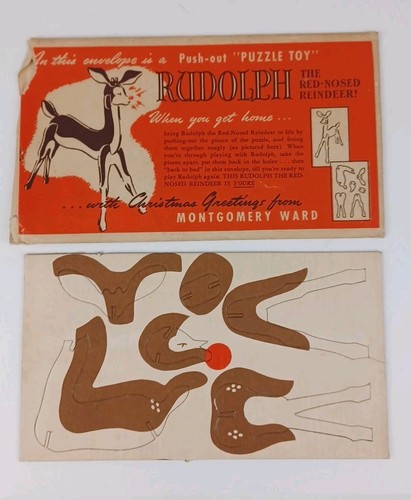 In this envelope is a Push-out "PUZZLE TOY"
RUDOLPH THE
RED-NOSED
REINDEER!
When you get home...
bring Rudolph the Red-Nosed Reindeer to life by
pushing-out the pieces of the puzzle, and fitting
them together snugly (as pictured here). When
you're through playing with Rudolph, take the
pieces apart, put them back in the holes . . . then
"back to bed" in this envelope, till you're ready to
play Rudolph again. THIS RUDOLPH THE RED-
NOSED REINDEER IS YOURS
...with Christmas Greetings from
MONTGOMERY WARD